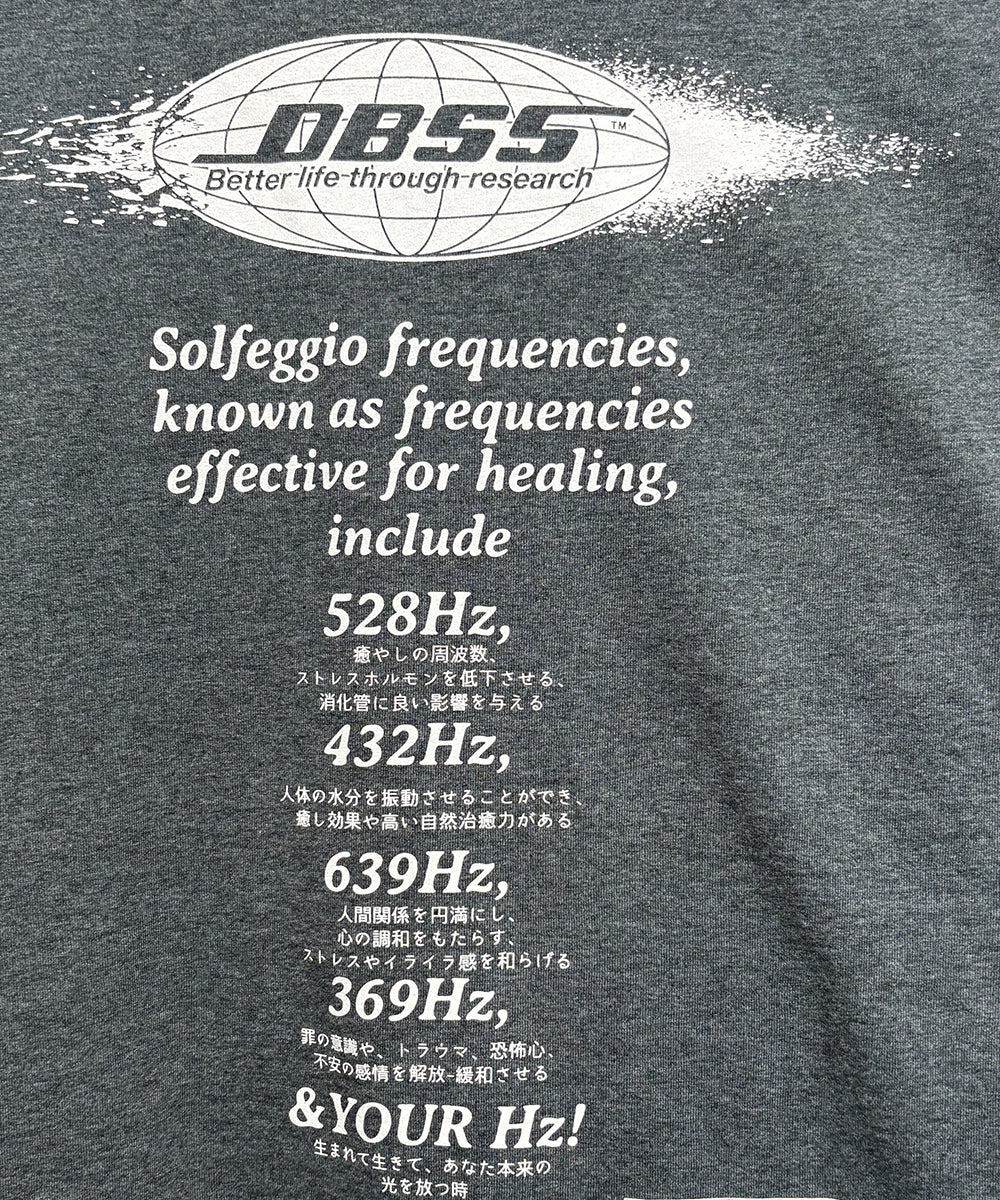 DBSS™
Better life through research
Solfeggio frequencies,
known as frequencies
effective for healing,
include
528Hz,
癒やしの周波数、
ストレスホルモンを低下させる、
消化管に良い影響を与える
432Hz,
人体の水分を振動させることができ、
癒し効果や高い自然治癒力がある
639Hz,
人間関係を円満にし、
心の調和をもたらす、
ストレスやイライラ感を和らげる
369Hz,
罪の意識や、トラウマ、恐怖心、
不安の感情を解放-緩和させる
&YOUR Hz!
生まれて生きて、あなた本来の
光を放つ時